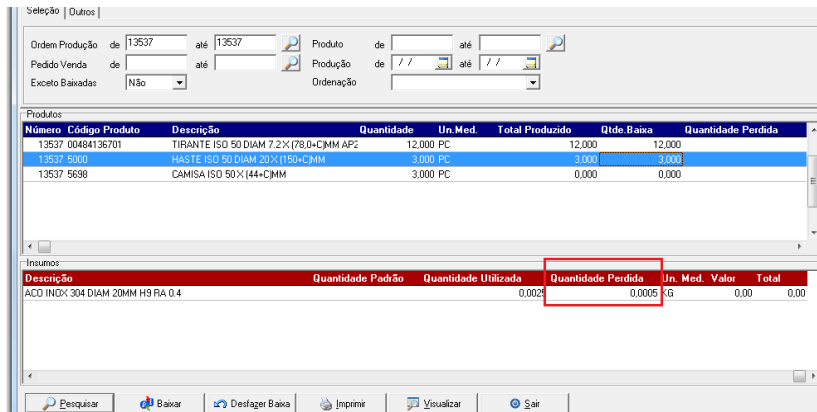 Seleção Outros
Ordem Produção de 13537 até 13537 Produto de até
Pedido Venda de até Produção de / / até / /
Exceto Baixadas Não Ordenação
Produtos
Número Código Produto Descrição Quantidade Un.Med. Total Produzido Qtde.Baixa Quantidade Perdida
13537 00484136701 TIRANTE ISO 50 DIAM 7.2 X (78,0+C)MM AP2 12,000 PC 12,000 12,000
13537 5000 HASTE ISO 50 DIAM 20 X (150+C)MM 3,000 PC 3,000 3,000
13537 5698 CAMISA ISO 50 X (44+C)MM 3,000 PC 0,000 0,000
Insumos
Descrição Quantidade Padrão Quantidade Utilizada Quantidade Perdida Un. Med. Valor Total
ACO INOX 304 DIAM 20MM H9 RA 0.4 0,0025 0,0005 KG 0,00 0,00
Pesquisar Baixar Desfazer Baixa Imprimir Visualizar Sair